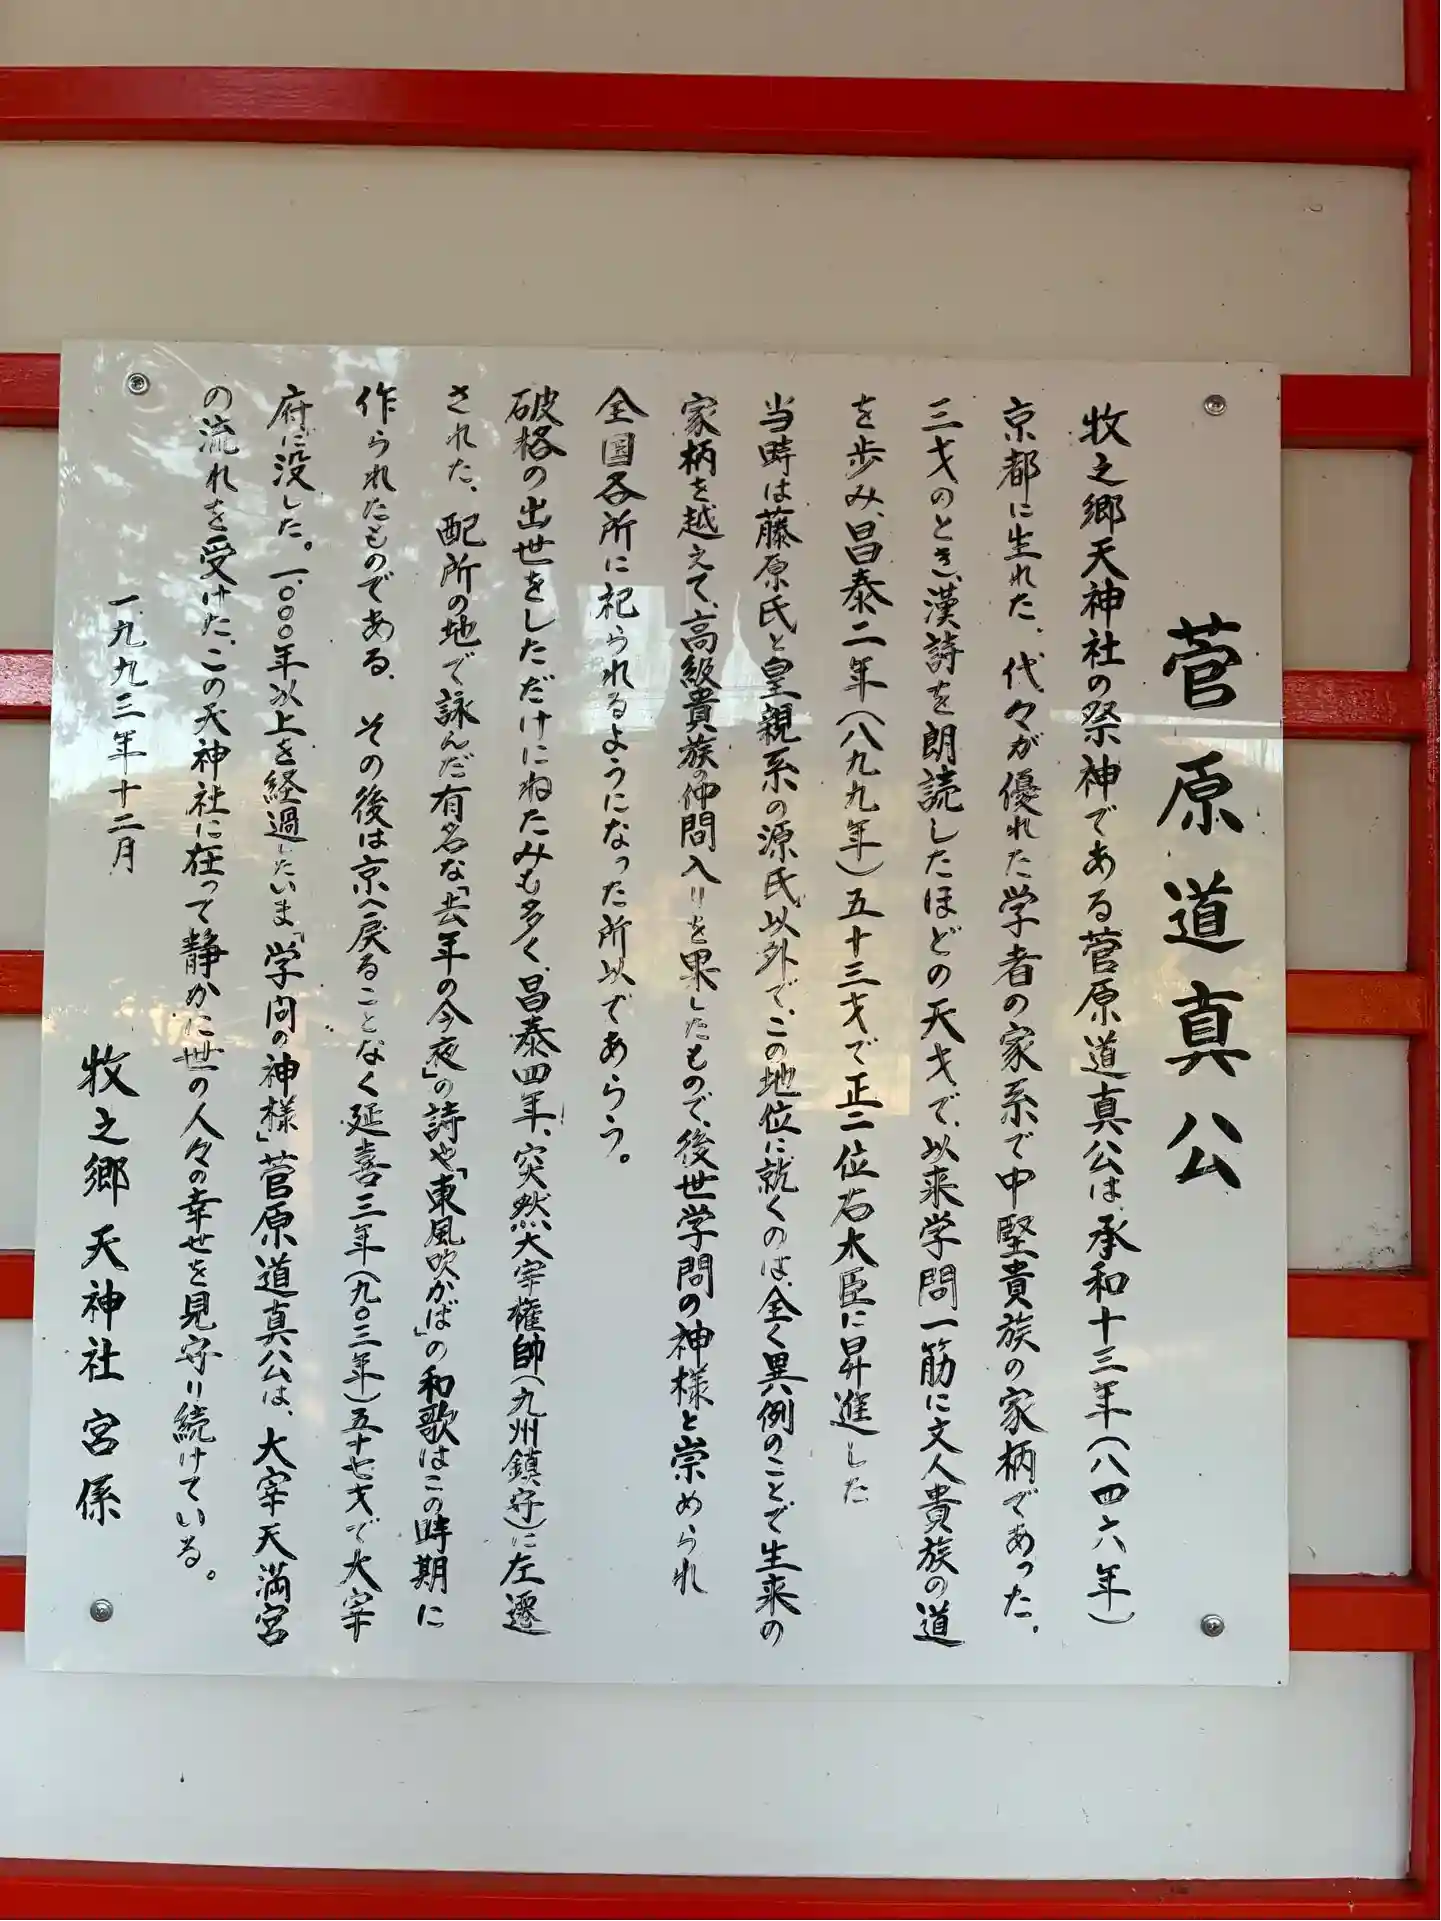 菅原道真公
牧之郷天神社の祭神である菅原道真公は、承和十三年（八四六年）
京都に生れた、代々が優れた学者の家系で中堅貴族の家柄であった。
三才のとき、漢詩を朗読したほどの天才で、以来学問一筋に文人貴族の道
を歩み、昌泰二年（八九九年）五十三才で正二位右大臣に昇進した
当時は藤原氏と皇親系の源氏以外で、この地位に就くのは、全く異例のことで生来の
家柄を越えて、高級貴族の仲間入りを果したもので、後世学問の神様と崇められ
全国各所に祀られるようになった所以であらう。
破格の出世をしただけにねたみも多く、昌泰四年、突然大宰権帥（九州鎮守）に左遷
された、配所の地で詠んだ有名な「去年の今夜」の詩や「東風吹かば」の和歌はこの時期に
作られたものである、その後は京へ戻ることなく延喜三年（九〇三年）五十七才で大宰
府に没した。一、〇〇〇年以上を経過したいま「学問の神様」菅原道真公は、大宰天満宮
の流れを受けた、この天神社に在って静かに世の人々の幸せを見守り続けている。
一九九三年十二月
牧之郷天神社宮係